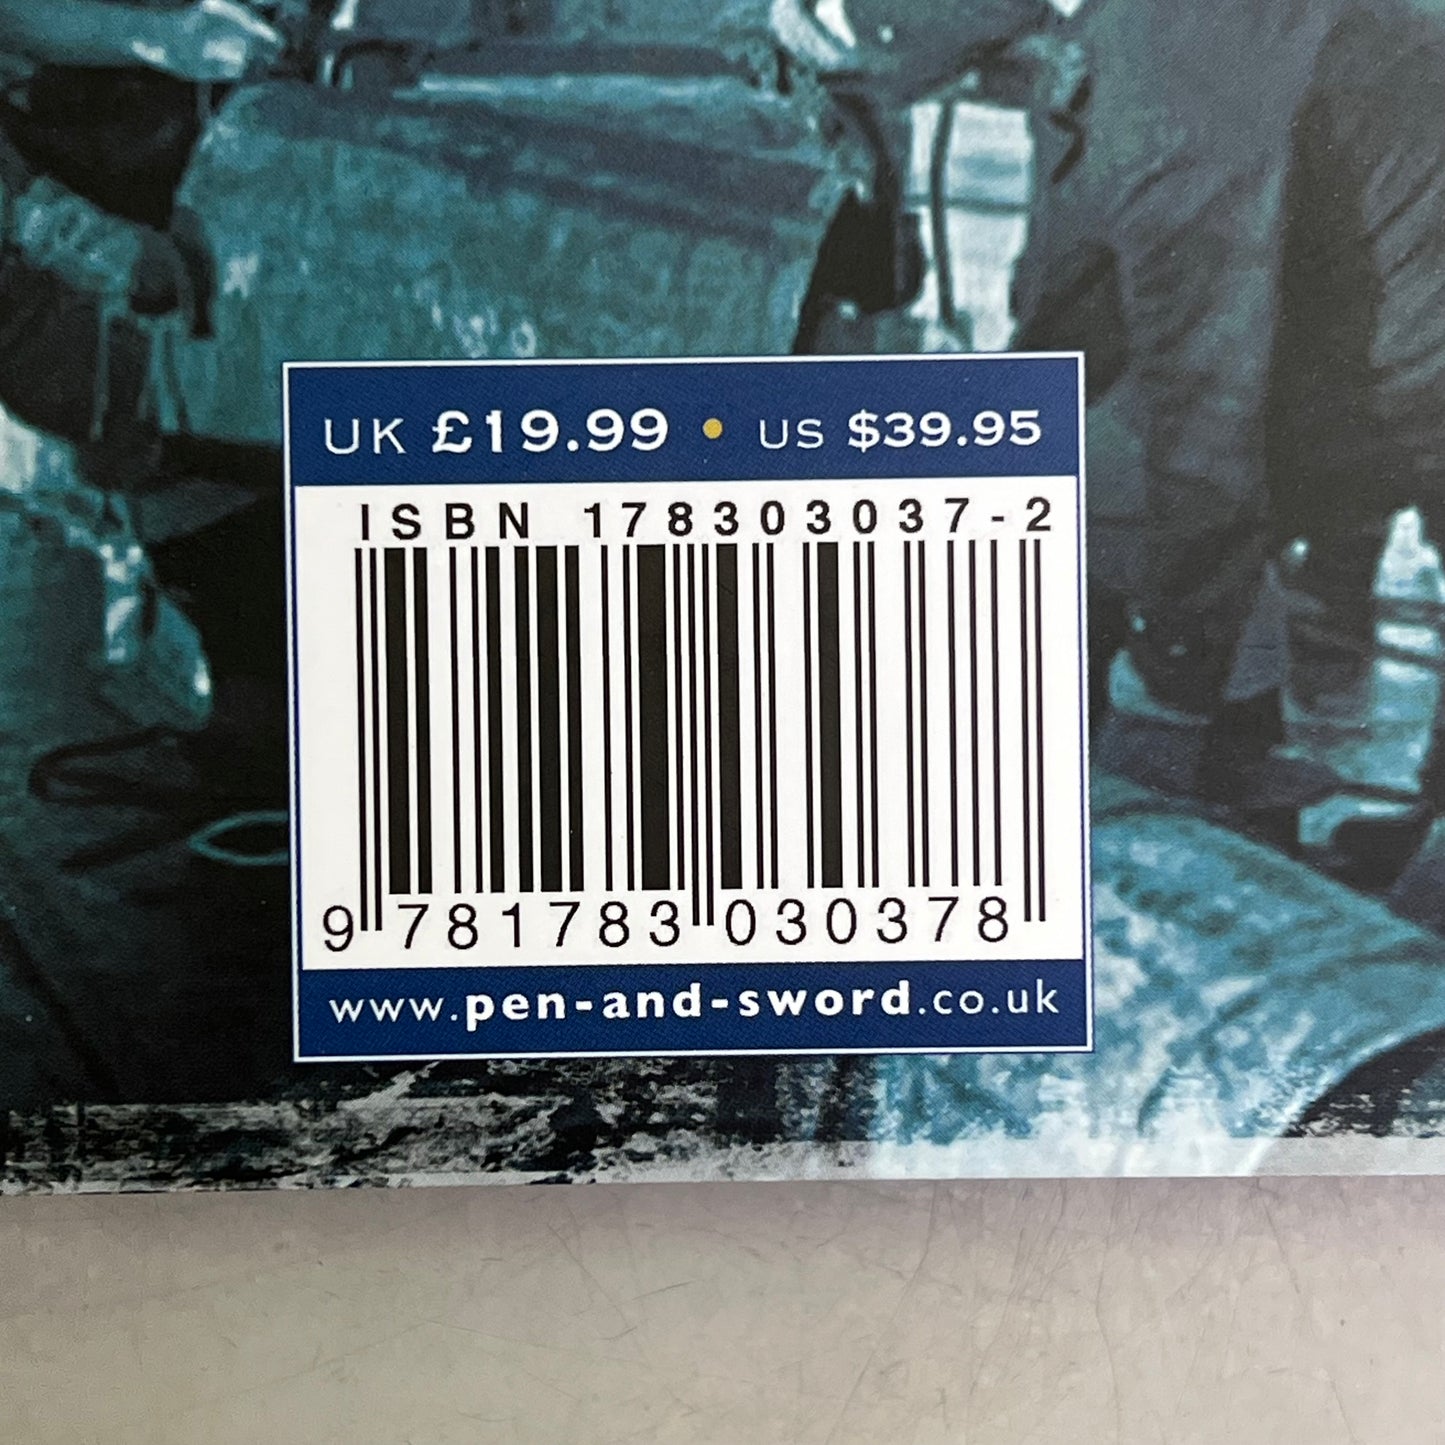 UK £19.99 • US $39.95
ISBN 178303037-2
9 781783 030378
www.pen-and-sword.co.uk